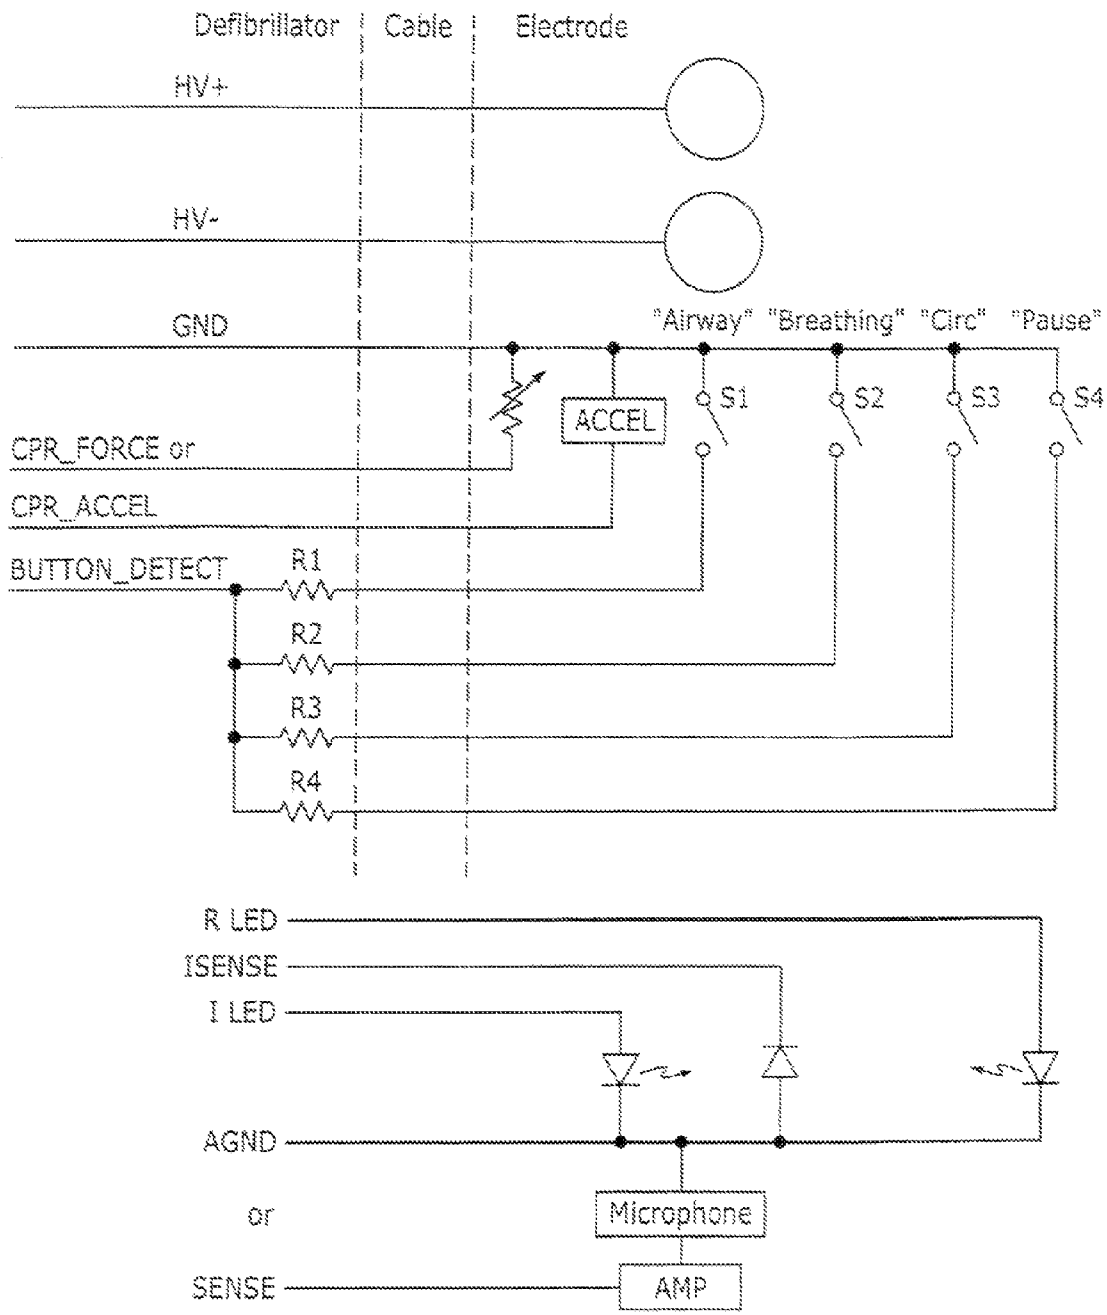 Defibrillator Cable Electrode
HV+
HV-
GND
"Airway" "Breathing" "Circ" "Pause"
S1 S2 S3 S4
ACCEL
CPR_FORCE or
CPR_ACCEL
BUTTON_DETECT
R1
R2
R3
R4
R LED
ISENSE
I LED
AGND
or
Microphone
SENSE
AMP